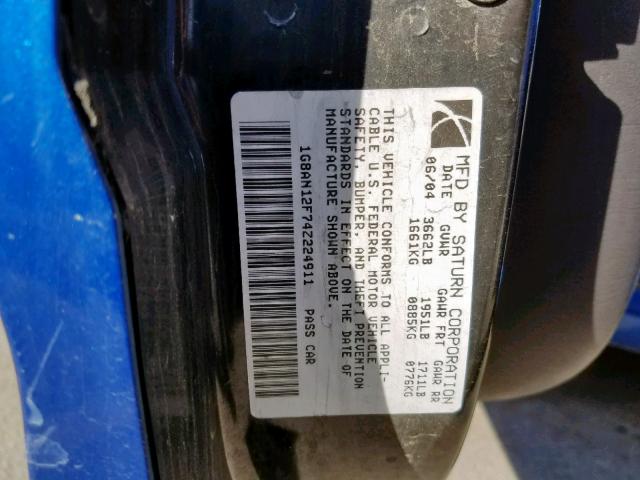 MFD BY SATURN CORPORATION
DATE GVWR GAWR FRT GAWR RR
06/04 3662LB 1951LB 1711LB
1661KG 0885KG 0776KG
THIS VEHICLE CONFORMS TO ALL APPLI-
CABLE U.S. FEDERAL MOTOR VEHICLE
SAFETY, BUMPER, AND THEFT PREVENTION
STANDARDS IN EFFECT ON THE DATE OF
MANUFACTURE SHOWN ABOVE.
1G8AN12F74Z224911 PASS CAR